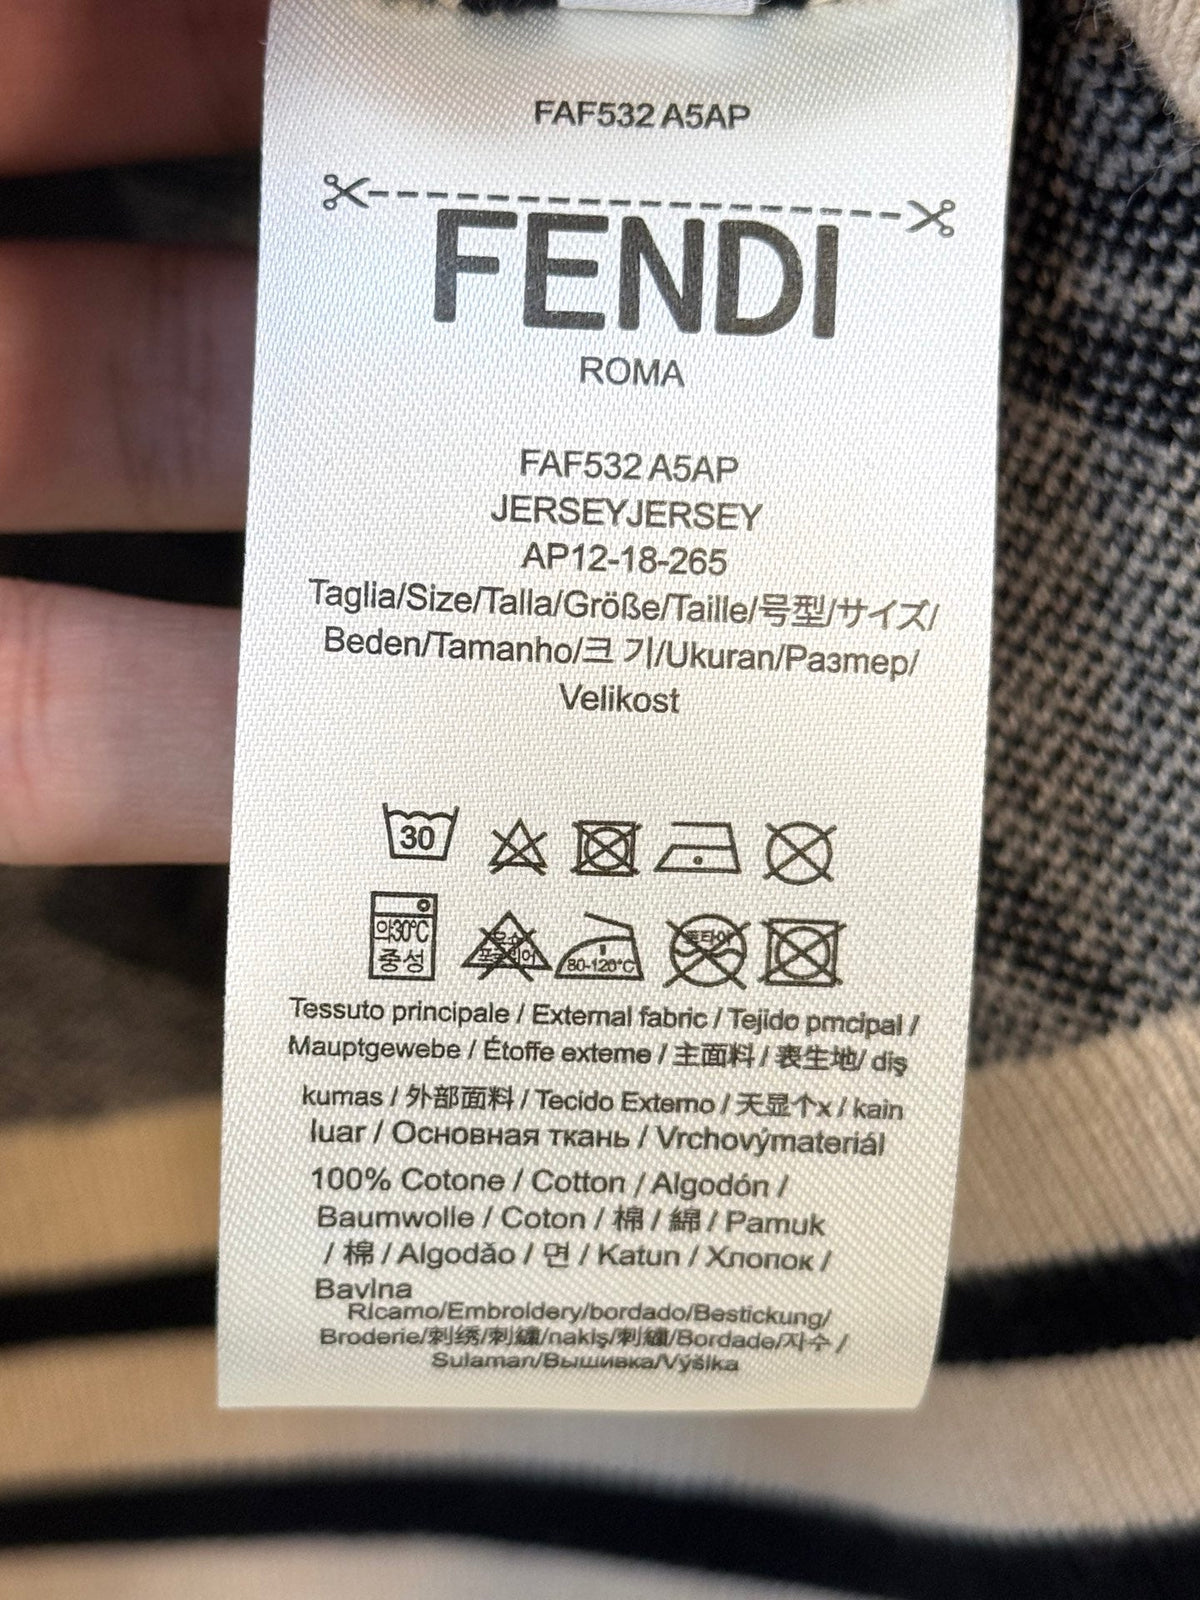 FAF532 A5AP
FENDI
ROMA
FAF532 A5AP
JERSEYJERSEY
AP12-18-265
Taglia/Size/Talla/Größe/Taille/号型/サイズ/
Beden/Tamanho/크 기/Ukuran/Размер/
Velikost
30
약30℃
중성
80-120℃
Tessuto principale / Extemal fabric / Tejido pmcipal /
Mauptgewebe / Étoffe exteme / 主面料 / 表生地/ diş
kumas / 外部面料 / Tecido Extemo / 天显个x / kain
luar / Основная ткань / Vrchovýmateriál
100% Cotone / Cotton / Algodón /
Baumwolle / Coton / 棉 / 綿 / Pamuk
/ 棉 / Algodão / 면 / Katun / Хлопок /
Bavlna
Ricamo/Embroidery/bordado/Bestickung/
Broderie/刺绣/刺繡/nakiş/刺繡/Bordade/자수 /
Sulaman/Вышивка/Výšika